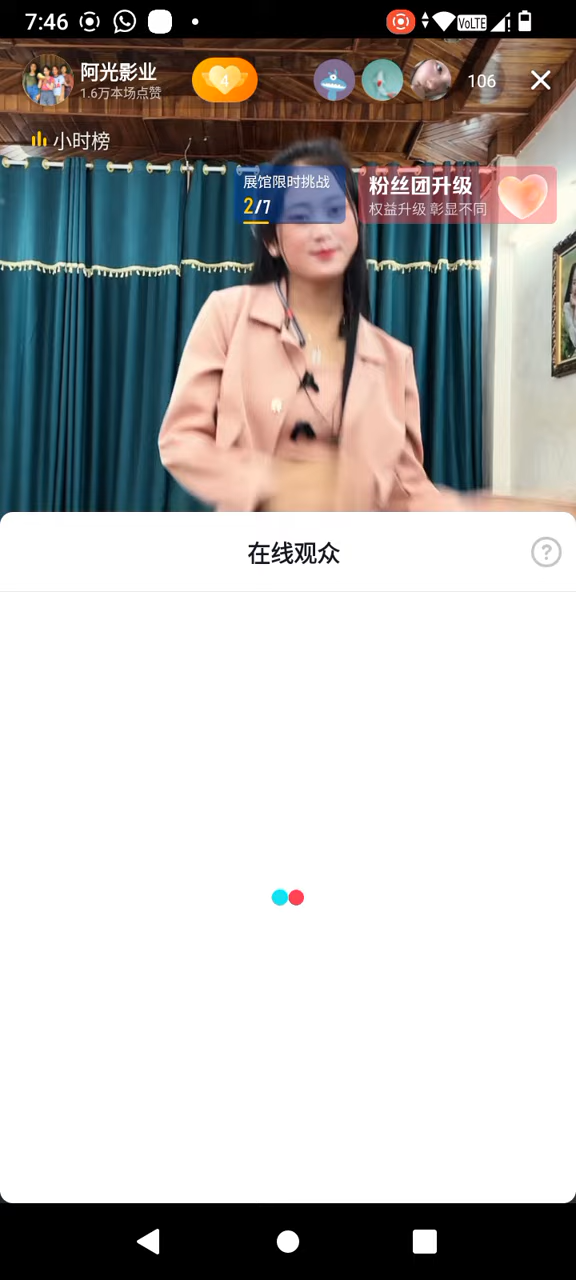 7:46
VoLTE
阿光影业
1.6万本场点赞
4
106
小时榜
展馆限时挑战
2/7
粉丝团升级
权益升级 彰显不同
在线观众
?